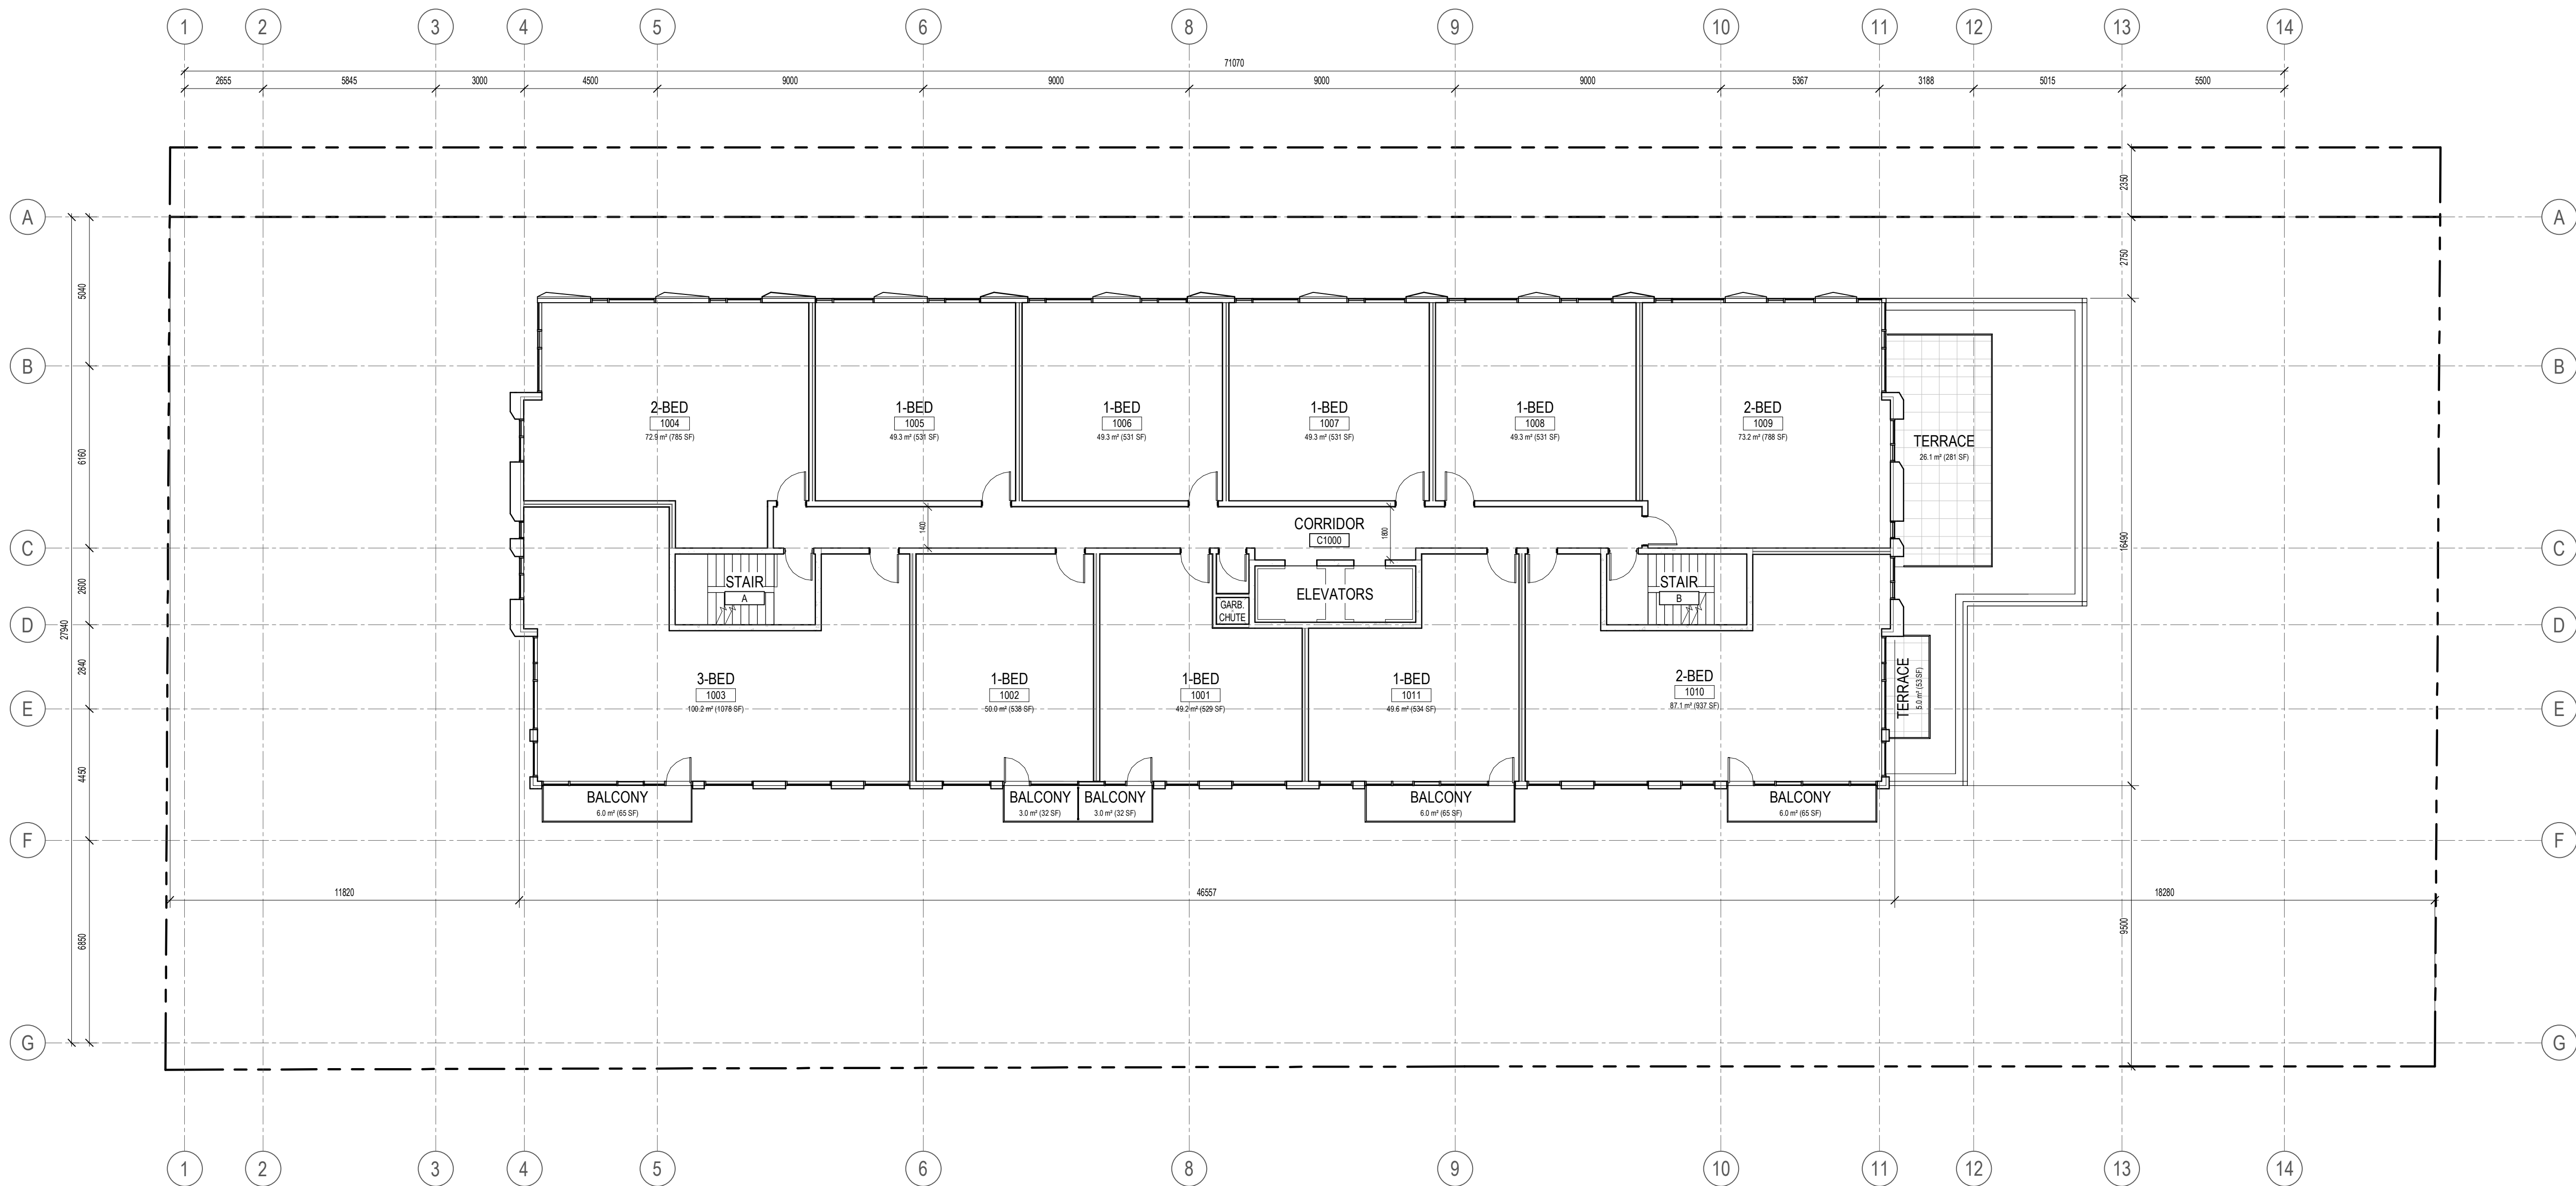 1 2 3 4 5 6 8 9 10 11 12 13 14
71070
2655 5845 3000 4500 9000 9000 9000 9000 5367 3188 5015 5500
2350
A A
2750
5040
B B
2-BED
1004
72.9 m² (785 SF)
1-BED
1005
49.3 m² (531 SF)
1-BED
1006
49.3 m² (531 SF)
1-BED
1007
49.3 m² (531 SF)
1-BED
1008
49.3 m² (531 SF)
2-BED
1009
73.2 m² (788 SF)
TERRACE
26.1 m² (281 SF)
6160
1400
CORRIDOR
C1000
1800
16490
C C
STAIR
A
GARB.
CHUTE
ELEVATORS
STAIR
B
2600
D D
27940
2840
3-BED
1003
100.2 m² (1078 SF)
1-BED
1002
50.0 m² (538 SF)
1-BED
1001
49.2 m² (529 SF)
1-BED
1011
49.6 m² (534 SF)
2-BED
1010
87.1 m² (937 SF)
TERRACE
5.0 m² (53 SF)
E E
4450
BALCONY
6.0 m² (65 SF)
BALCONY
3.0 m² (32 SF)
BALCONY
3.0 m² (32 SF)
BALCONY
6.0 m² (65 SF)
BALCONY
6.0 m² (65 SF)
F F
11820 46557 18280
6850
9500
G G
1 2 3 4 5 6 8 9 10 11 12 13 14